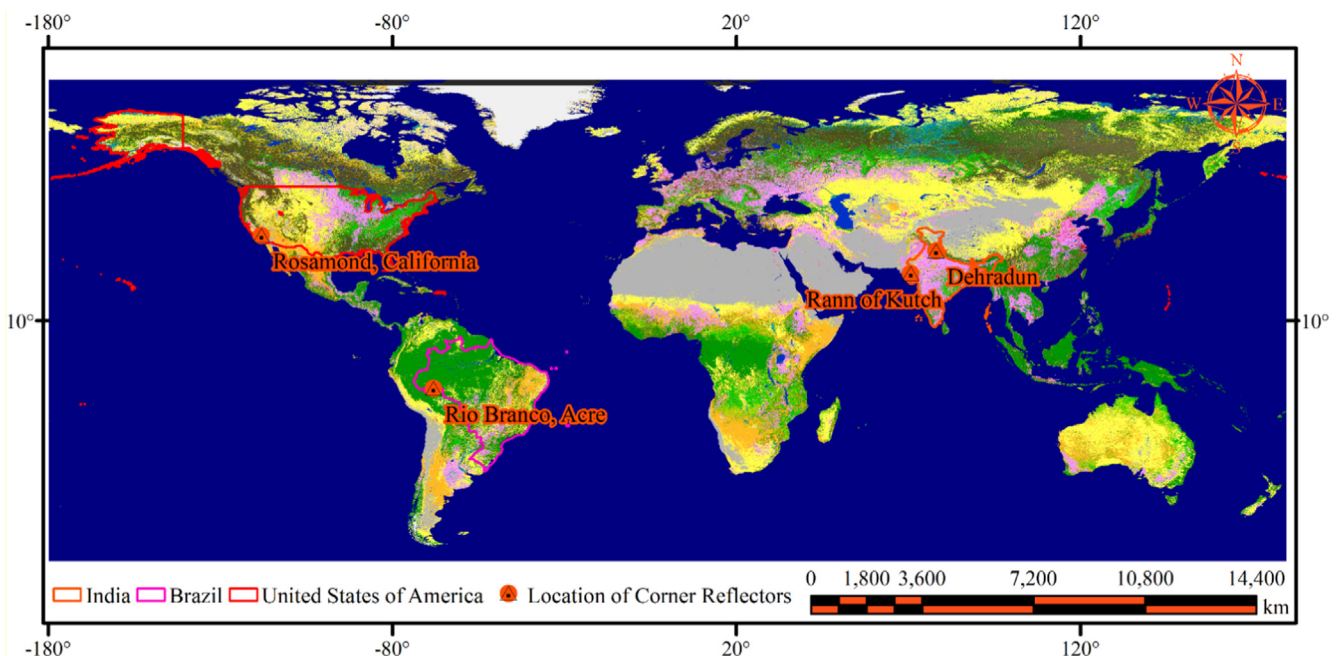 -180° -80° 20° 120°
N
W E
S
Rosamond, California
Dehradun
Rann of Kutch
10° 10°
Rio Branco, Acre
India Brazil United States of America Location of Corner Reflectors
0 1,800 3,600 7,200 10,800 14,400
km
-180° -80° 20° 120°